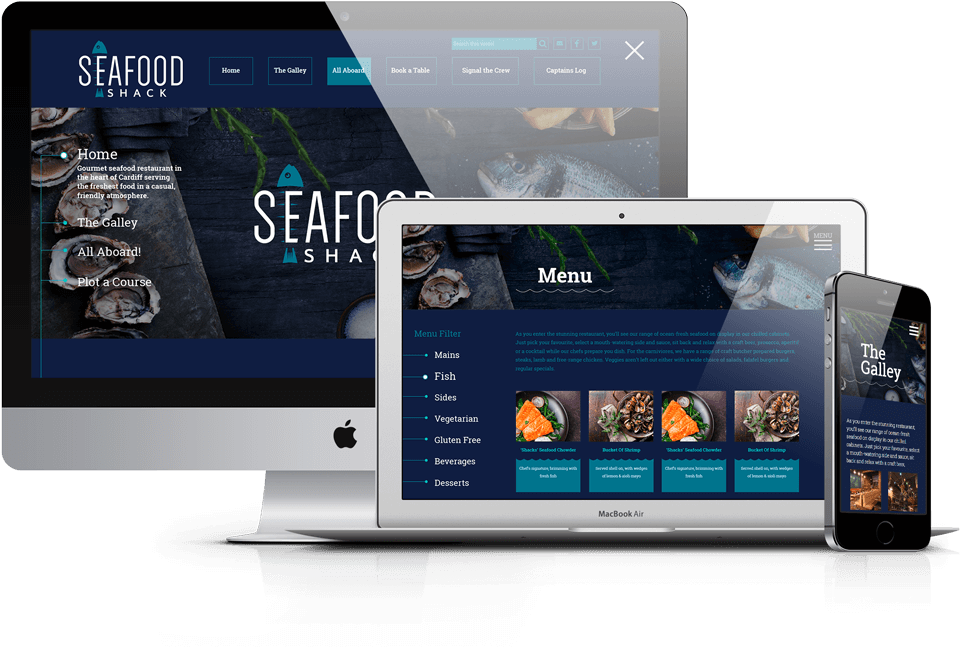 SEAFOOD
SHACK
Home
The Galley
All Aboard!
Book a Table
Signal the Crew
Captains Log
Home
Gourmet seafood restaurant in
the heart of Cardiff serving
the freshest food in a casual,
friendly atmosphere.
The Galley
All Aboard!
Plot a Course
SEAFOOD
SHACK
MENU
Menu
Menu Filter
Mains
Fish
Sides
Vegetarian
Gluten Free
Beverages
Desserts
As you enter the stunning restaurant, you'll see our range of ocean fresh seafood on display in our chilled cabinets.
Just pick your favourite, select a mouth-watering side and sauce, sit back and relax with a craft beer, prosecco, aperitif
or a cocktail while our chefs prepare you dish. For the carnivores, we have a range of craft butcher prepared burgers
steaks, lamb and free range chicken. Veggies aren't left out either with a wide choice of salads, falafel burgers and
regular specials.
'Shacks' Seafood Chowder
Bucket Of Shrimp
'Shacks' Seafood Chowder
Bucket Of Shrimp
Chef's signature, brimming with
fresh fish
Served shell on, with wedges
of lemon & aioli mayo
Chef's signature, brimming with
fresh fish
Served shell on, with wedges
of lemon & aioli mayo
MacBook Air
The
Galley
As you enter the stunning restaurant,
you'll see our range of ocean fresh
seafood on display in our chilled
cabinets. Just pick your favourite, select
a mouth-watering side and sauce, sit
back and relax with a craft beer,